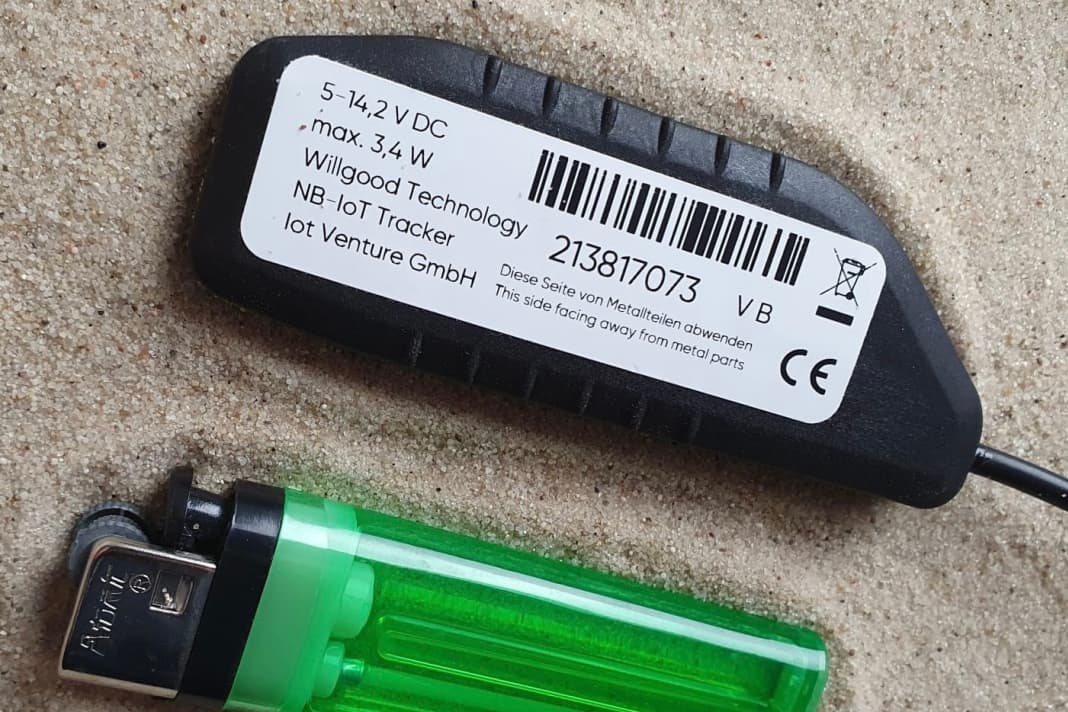 5-14,2 V DC
max. 3,4 W
Willgood Technology
NB-IoT Tracker
Iot Venture GmbH
213817073
V B
Diese Seite von Metallteilen abwenden
This side facing away from metal parts
CE